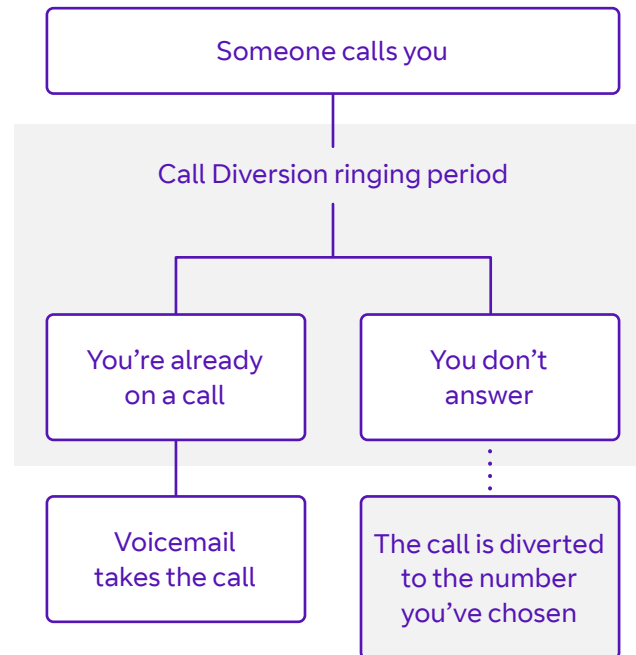 Someone calls you
Call Diversion ringing period
You’re already
on a call
You don’t
answer
Voicemail
takes the call
The call is diverted
to the number
you’ve chosen